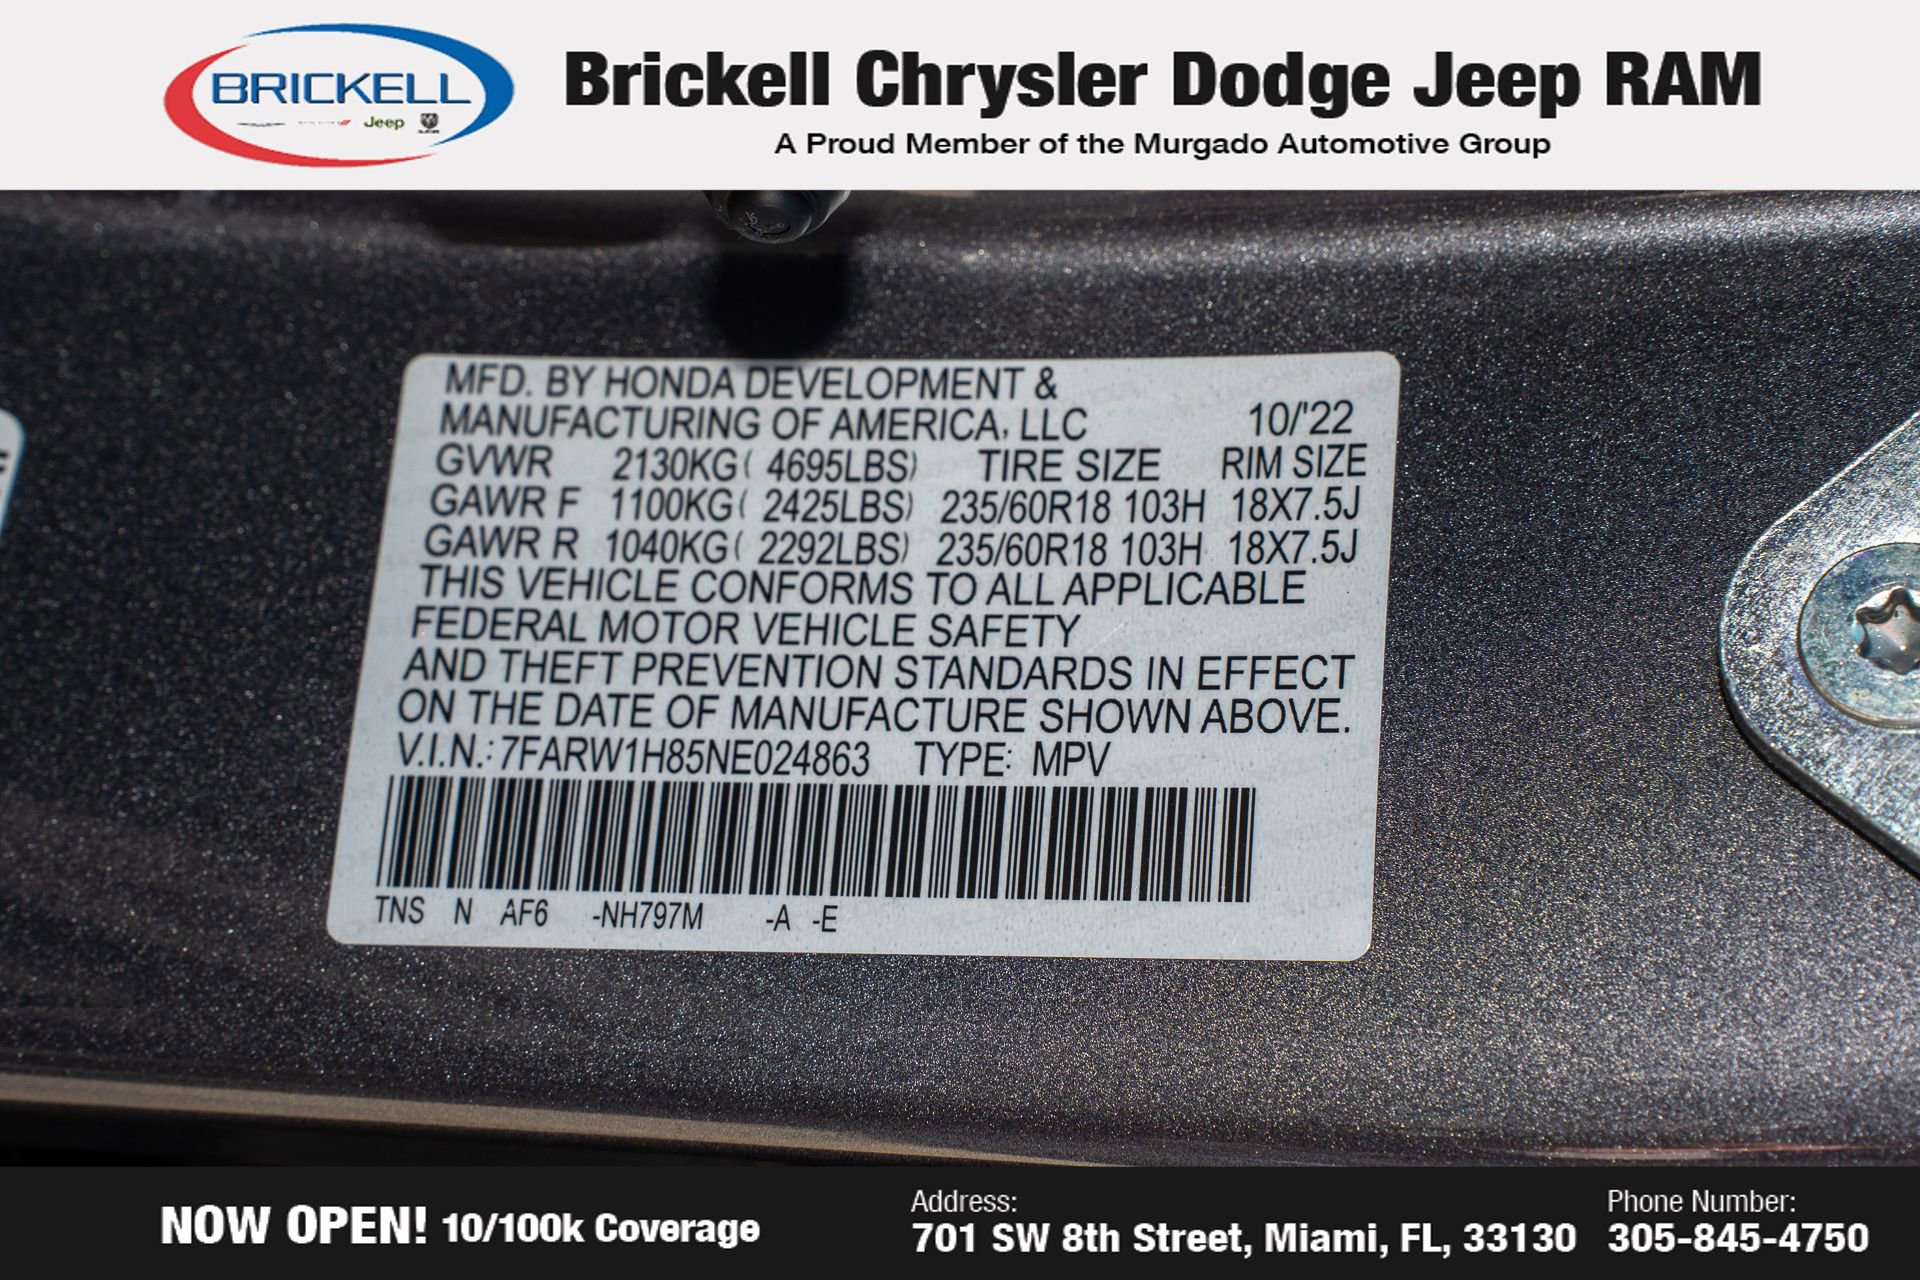 BRICKELL
Jeep
RAM
Brickell Chrysler Dodge Jeep RAM
A Proud Member of the Murgado Automotive Group
MFD. BY HONDA DEVELOPMENT &
MANUFACTURING OF AMERICA, LLC 10/'22
GVWR 2130KG( 4695LBS) TIRE SIZE RIM SIZE
GAWR F 1100KG( 2425LBS) 235/60R18 103H 18X7.5J
GAWR R 1040KG( 2292LBS) 235/60R18 103H 18X7.5J
THIS VEHICLE CONFORMS TO ALL APPLICABLE
FEDERAL MOTOR VEHICLE SAFETY
AND THEFT PREVENTION STANDARDS IN EFFECT
ON THE DATE OF MANUFACTURE SHOWN ABOVE.
V.I.N.: 7FARW1H85NE024863 TYPE: MPV
TNS N AF6 -NH797M -A -E
NOW OPEN! 10/100k Coverage
Address:
701 SW 8th Street, Miami, FL, 33130
Phone Number:
305-845-4750